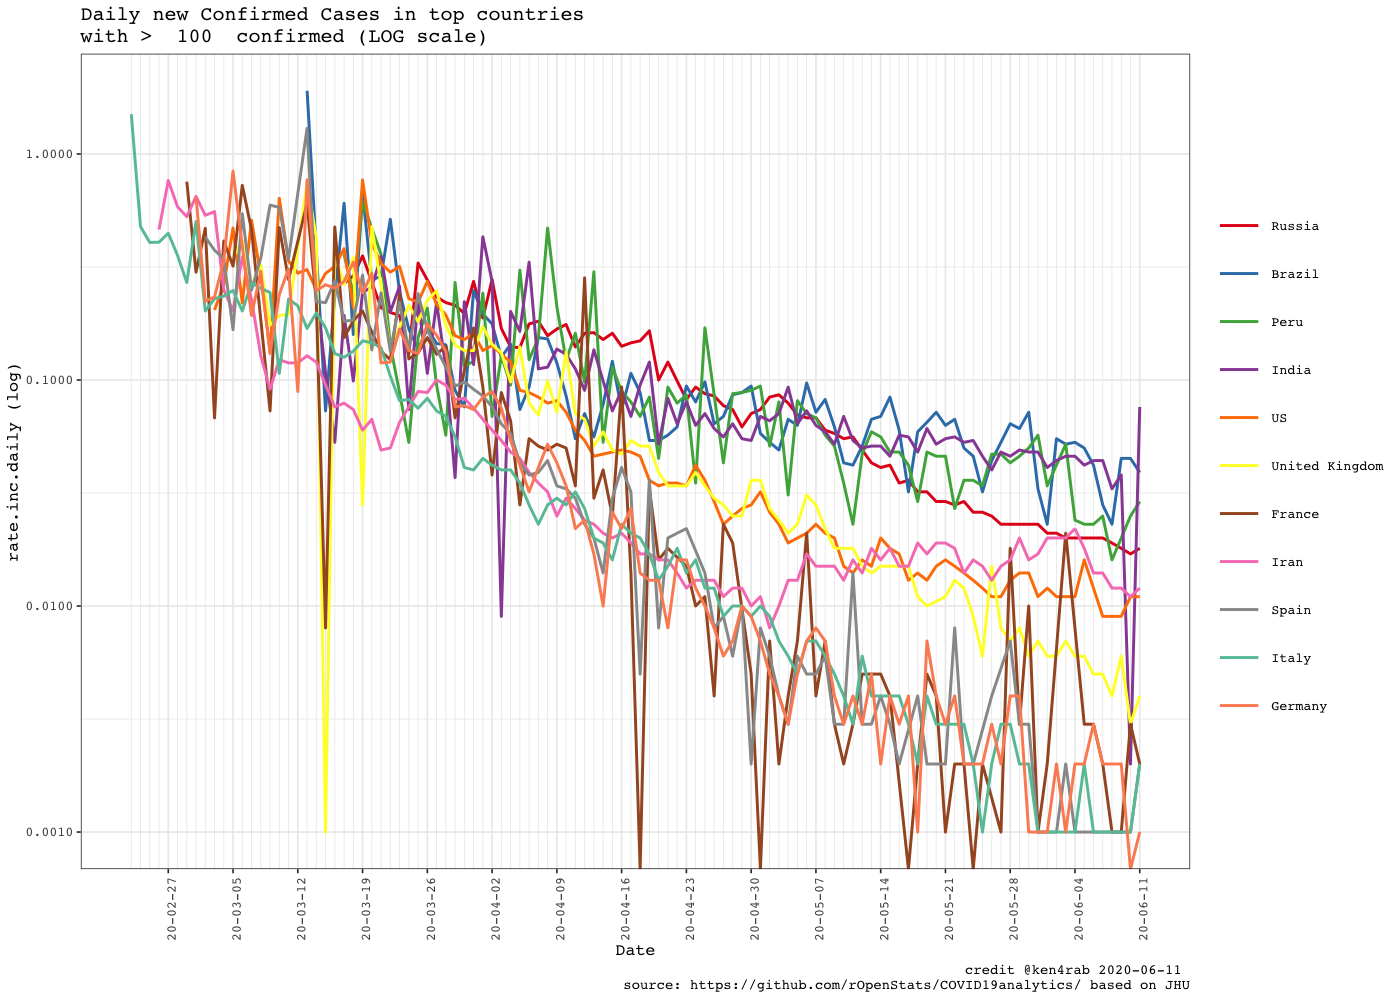 Daily new Confirmed Cases in top countries
with >  100  confirmed (LOG scale)
rate.inc.daily (log)
1.0000
0.1000
0.0100
0.0010
20-02-27
20-03-05
20-03-12
20-03-19
20-03-26
20-04-02
20-04-09
20-04-16
20-04-23
20-04-30
20-05-07
20-05-14
20-05-21
20-05-28
20-06-04
20-06-11
Date
Russia
Brazil
Peru
India
US
United Kingdom
France
Iran
Spain
Italy
Germany
credit @ken4rab 2020-06-11
source: https://github.com/rOpenStats/COVID19analytics/ based on JHU